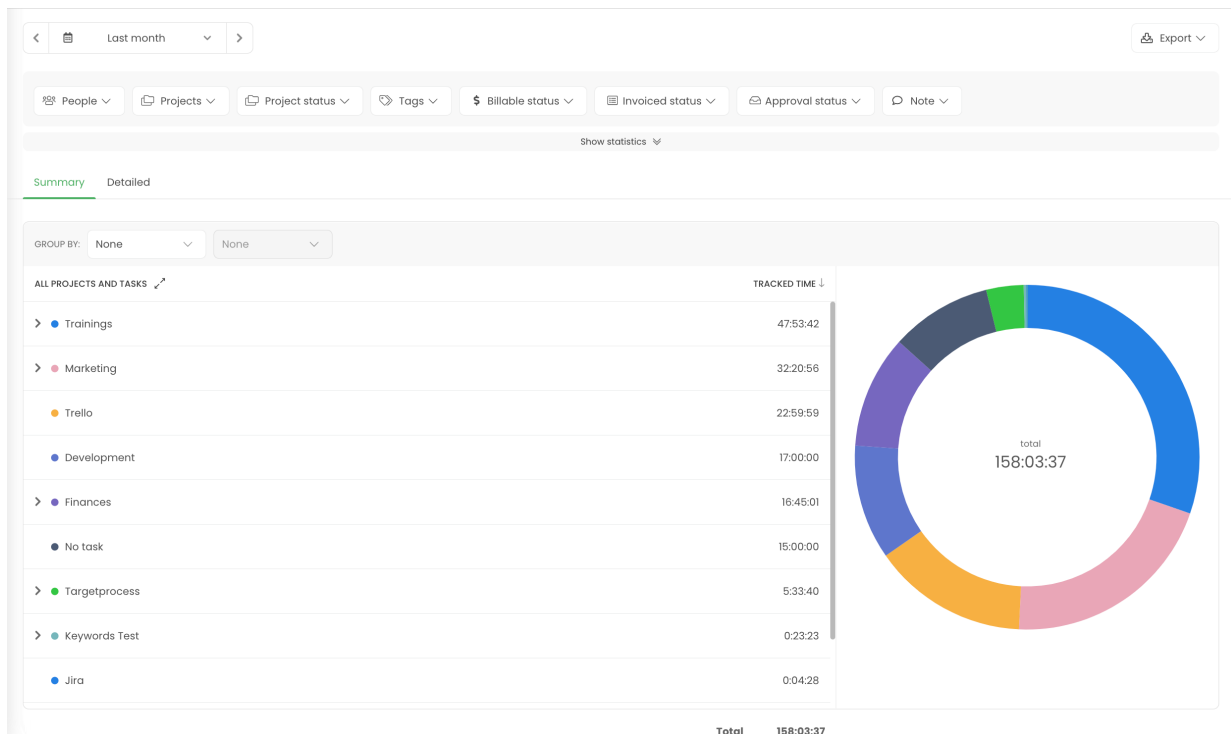 Last month
Export
People Projects Project status Tags Billable status Invoiced status Approval status Note
Show statistics
Summary Detailed
GROUP BY: None None
ALL PROJECTS AND TASKS TRACKED TIME
Trainings 47:53:42
Marketing 32:20:56
Trello 22:59:59
Development 17:00:00
Finances 16:45:01
No task 15:00:00
Targetprocess 5:33:40
Keywords Test 0:23:23
Jira 0:04:28
total
158:03:37
Total 158:03:37